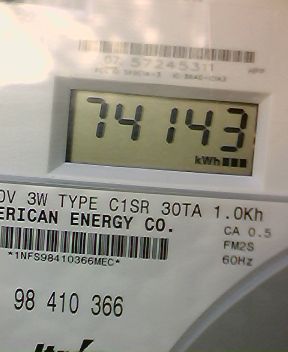 57245311
74143
kWh
0V 3W TYPE C1SR 30TA 1.0Kh
ERICAN ENERGY CO.
CA 0.5
FM2S
*1NFS98410366MEC*
60Hz
98 410 366